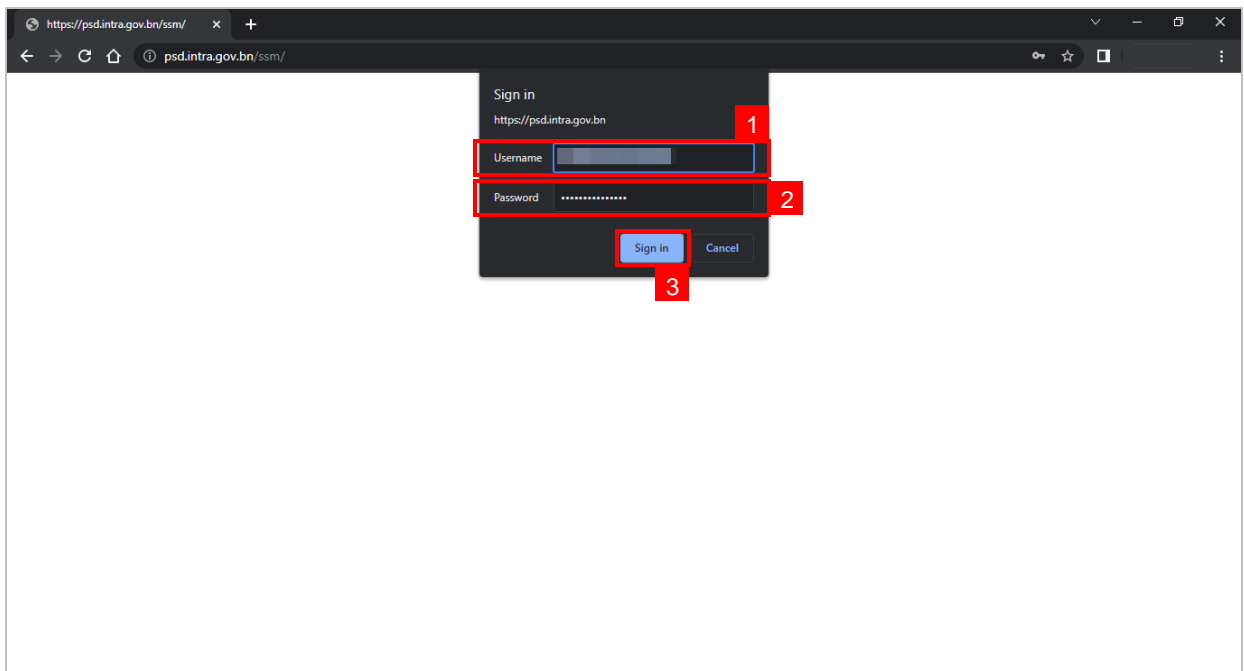 https://psd.intra.gov.bn/ssm/
psd.intra.gov.bn/ssm/
Sign in
https://psd.intra.gov.bn
1
Username
Password •••••••••••••••
2
Sign in Cancel
3